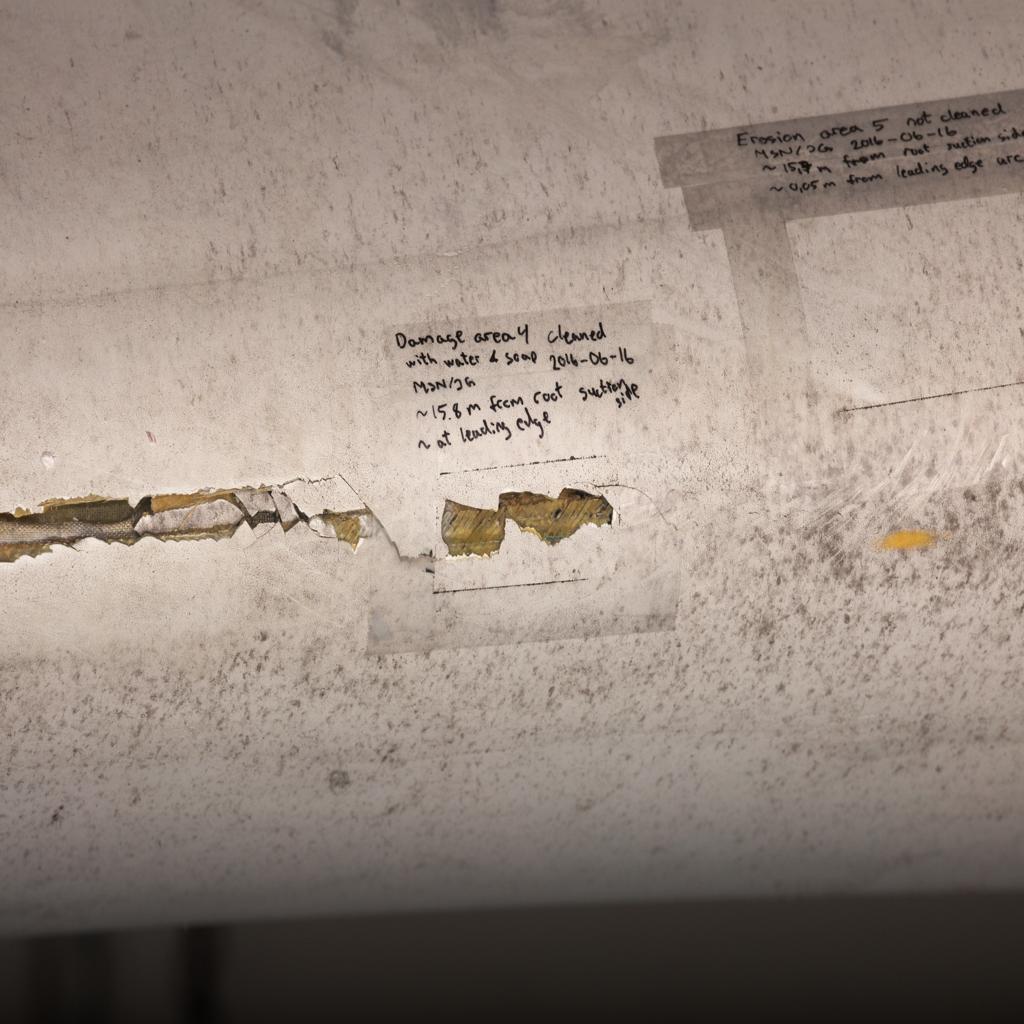 Erosion area 5 not cleaned
MSN/JG 2016-06-16
from root suction side
~ 0,05 m from leading edge
Damage area 4 cleaned
with water & soap 2016-06-16
MSN/JG
~15.8 m from root suction side
~ at leading edge